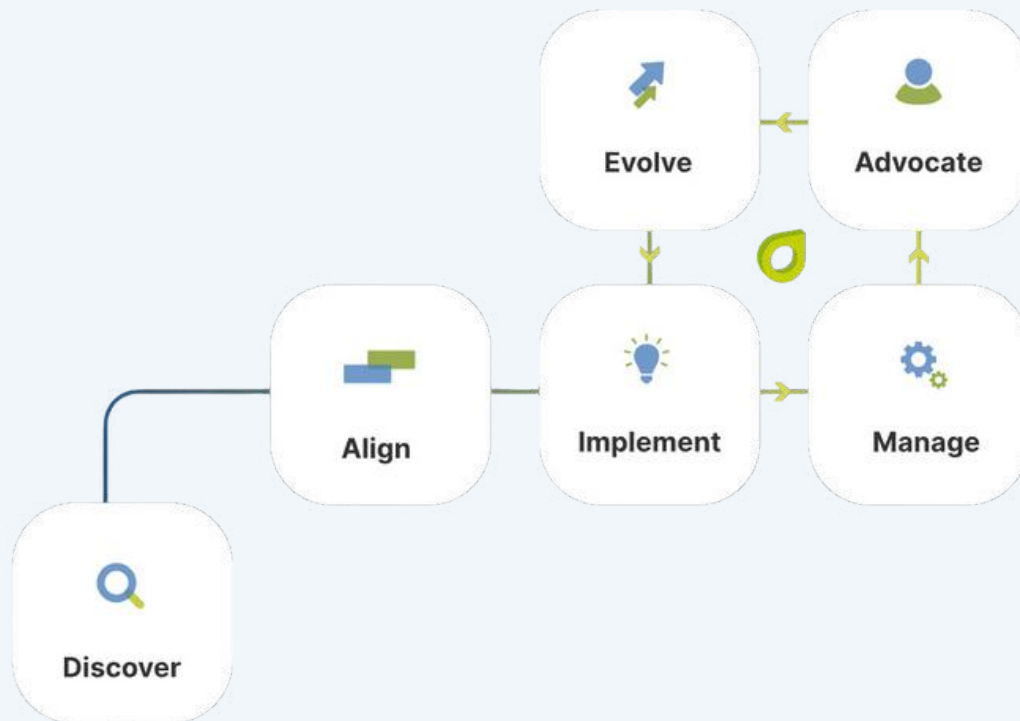 Evolve
Advocate
Align
Implement
Manage
Discover